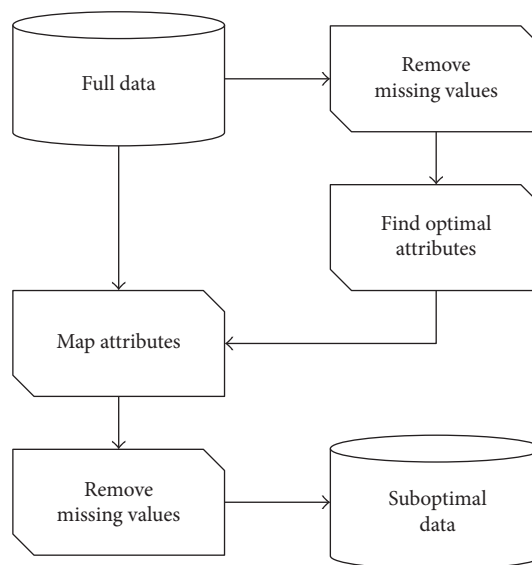 Full data
Remove
missing values
Find optimal
attributes
Map attributes
Remove
missing values
Suboptimal
data